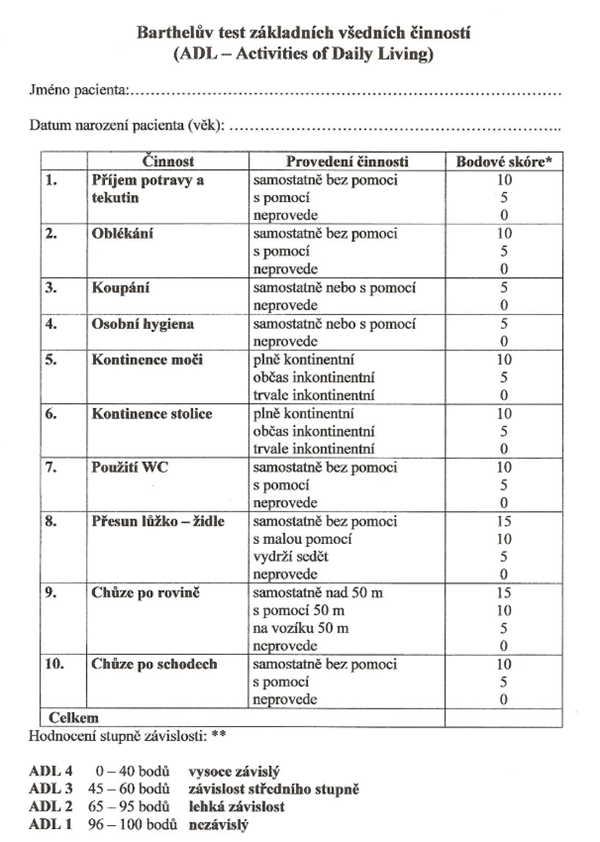 Barthelův test základních všedních činností
(ADL – Activities of Daily Living)
Jméno pacienta:……………………………………………………………
Datum narození pacienta (věk): ……………………………………………..
Činnost Provedení činnosti Bodové skóre*
1. Příjem potravy a samostatně bez pomoci 10
tekutin s pomocí 5
neprovede 0
2. Oblékání samostatně bez pomoci 10
s pomocí 5
neprovede 0
3. Koupání samostatně nebo s pomocí 5
neprovede 0
4. Osobní hygiena samostatně nebo s pomocí 5
neprovede 0
5. Kontinence moči plně kontinentní 10
občas inkontinentní 5
trvale inkontinentní 0
6. Kontinence stolice plně kontinentní 10
občas inkontinentní 5
trvale inkontinentní 0
7. Použití WC samostatně bez pomoci 10
s pomocí 5
neprovede 0
8. Přesun lůžko – židle samostatně bez pomoci 15
s malou pomocí 10
vydrží sedět 5
neprovede 0
9. Chůze po rovině samostatně nad 50 m 15
s pomocí 50 m 10
na vozíku 50 m 5
neprovede 0
10. Chůze po schodech samostatně bez pomoci 10
s pomocí 5
neprovede 0
Celkem
Hodnocení stupně závislosti: **
ADL 4 0 – 40 bodů vysoce závislý
ADL 3 45 – 60 bodů závislost středního stupně
ADL 2 65 – 95 bodů lehká závislost
ADL 1 96 – 100 bodů nezávislý